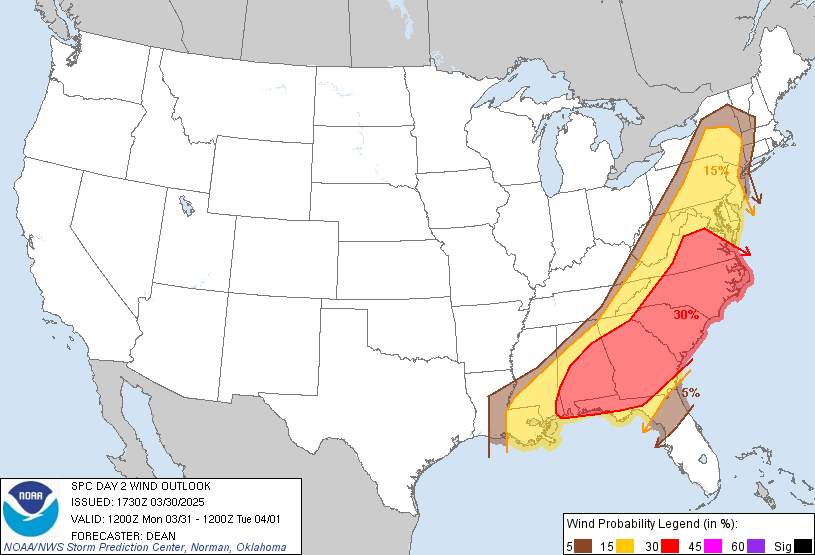 15%
30%
5%
NOAA
SPC DAY 2 WIND OUTLOOK
ISSUED: 1730Z 03/30/2025
VALID: 1200Z Mon 03/31 - 1200Z Tue 04/01
FORECASTER: DEAN
NOAA/NWS Storm Prediction Center, Norman, Oklahoma
Wind Probability Legend (in %):
5 15 30 45 60 Sig